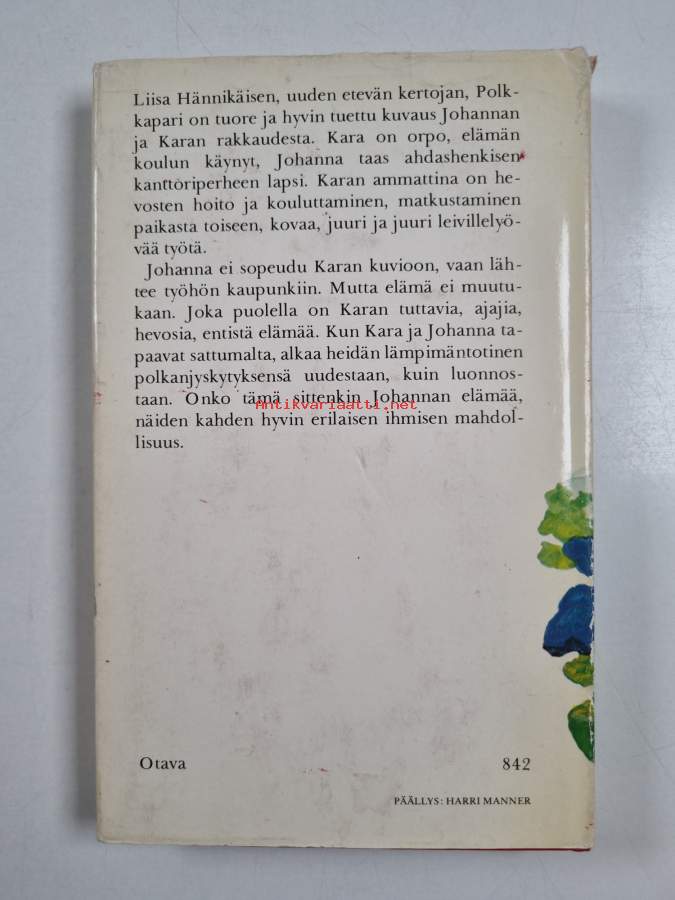 Liisa Hännikäisen, uuden etevän kertojan, Polk-
kapari on tuore ja hyvin tuettu kuvaus Johannan
ja Karan rakkaudesta. Kara on orpo, elämän
koulun käynyt, Johanna taas ahdashenkisen
kanttoriperheen lapsi. Karan ammattina on he-
vosten hoito ja kouluttaminen, matkustaminen
paikasta toiseen, kovaa, juuri ja juuri leivillelyö-
vää työtä.
Johanna ei sopeudu Karan kuvioon, vaan läh-
tee työhön kaupunkiin. Mutta elämä ei muutu-
kaan. Joka puolella on Karan tuttavia, ajajia,
hevosia, entistä elämää. Kun Kara ja Johanna ta-
paavat sattumalta, alkaa heidän lämpimäntotinen
polkanjyskytyksensä uudestaan, kuin luonnos-
taan. Onko tämä sittenkin Johannan elämää,
Antikvariaatti.net
näiden kahden hyvin erilaisen ihmisen mahdol-
lisuus.
Otava 842
PÄÄLLYS: HARRI MANNER